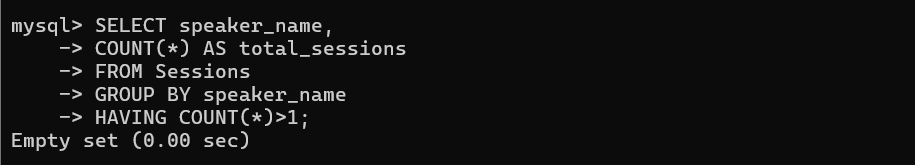 mysql> SELECT speaker_name,
    -> COUNT(*) AS total_sessions
    -> FROM Sessions
    -> GROUP BY speaker_name
    -> HAVING COUNT(*)>1;
Empty set (0.00 sec)